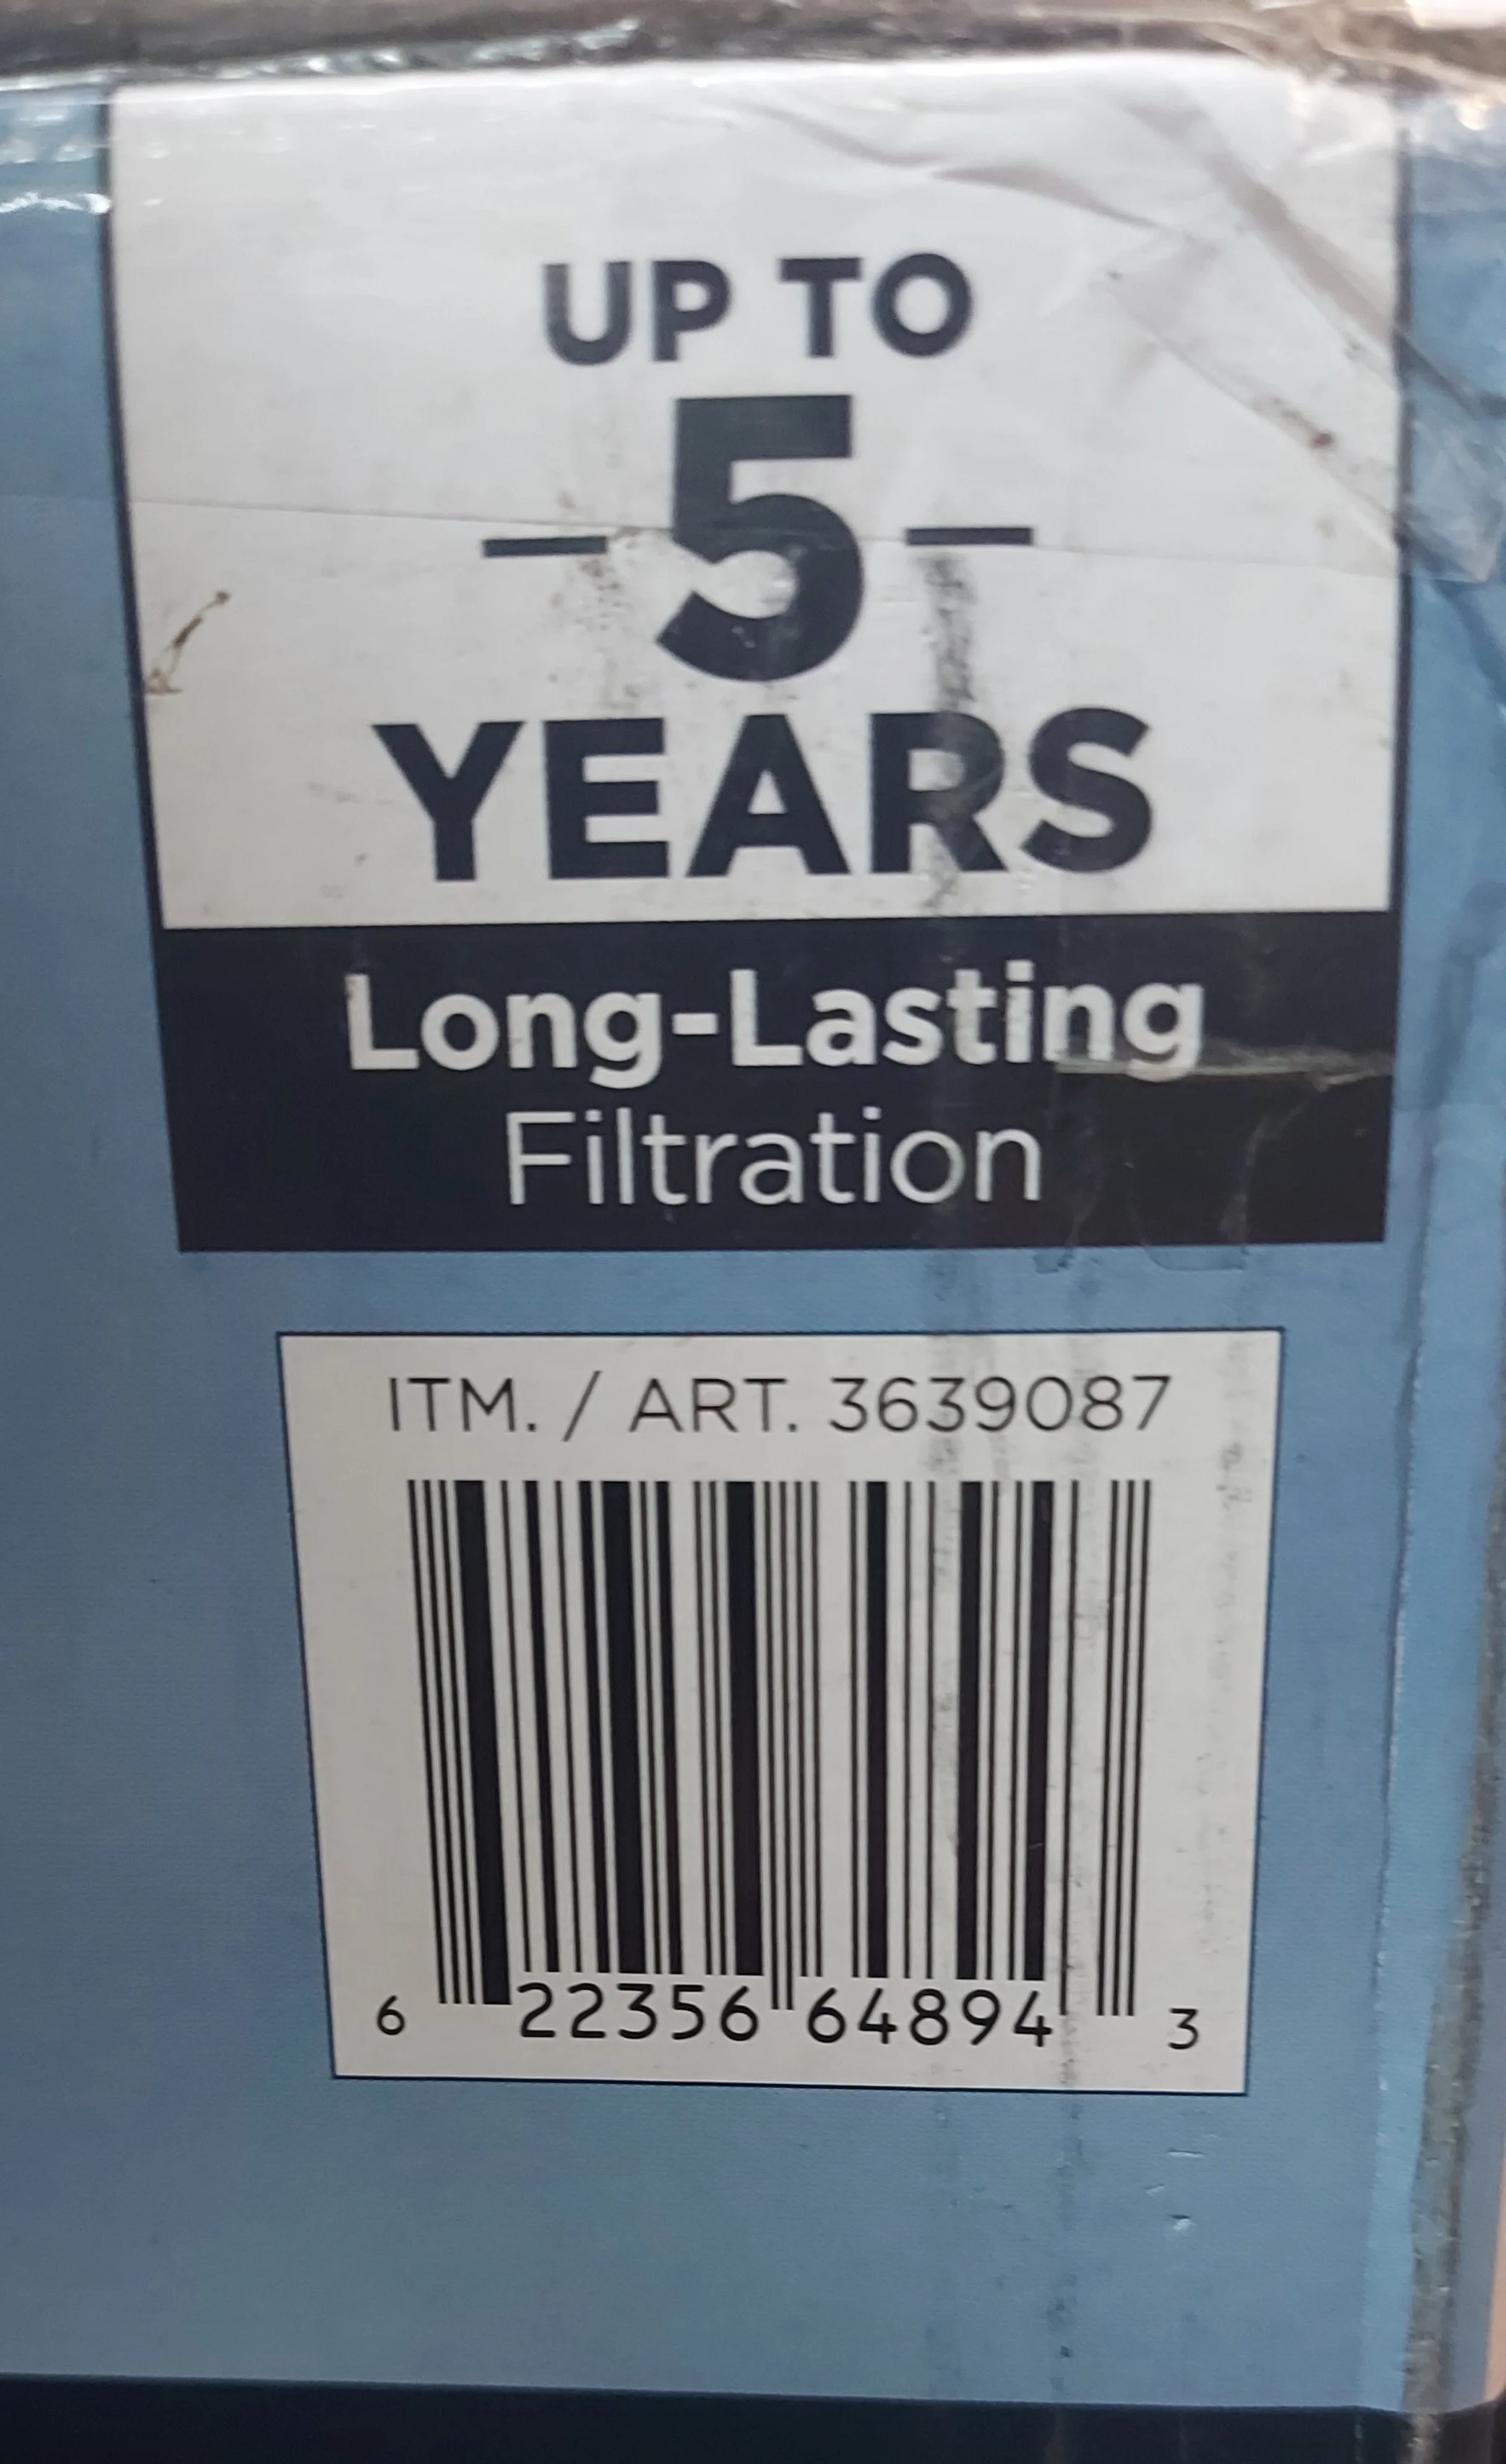 UP TO
5
YEARS
Long-Lasting
Filtration
ITM. / ART. 3639087
6 22356 64894 3